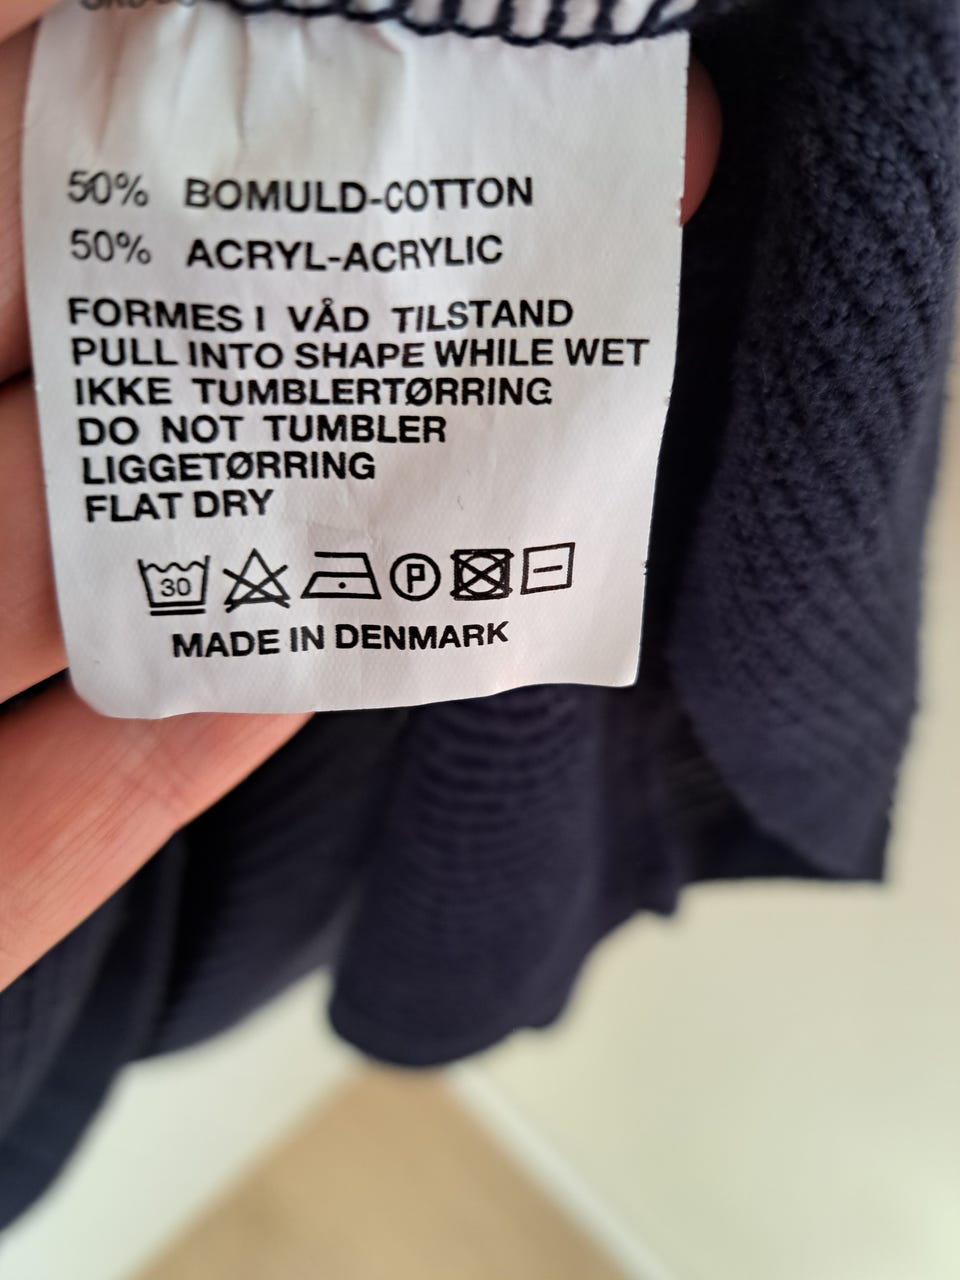 50% BOMULD-COTTON
50% ACRYL-ACRYLIC
FORMES I VÅD TILSTAND
PULL INTO SHAPE WHILE WET
IKKE TUMBLERTØRRING
DO NOT TUMBLER
LIGGETØRRING
FLAT DRY
30 P
MADE IN DENMARK